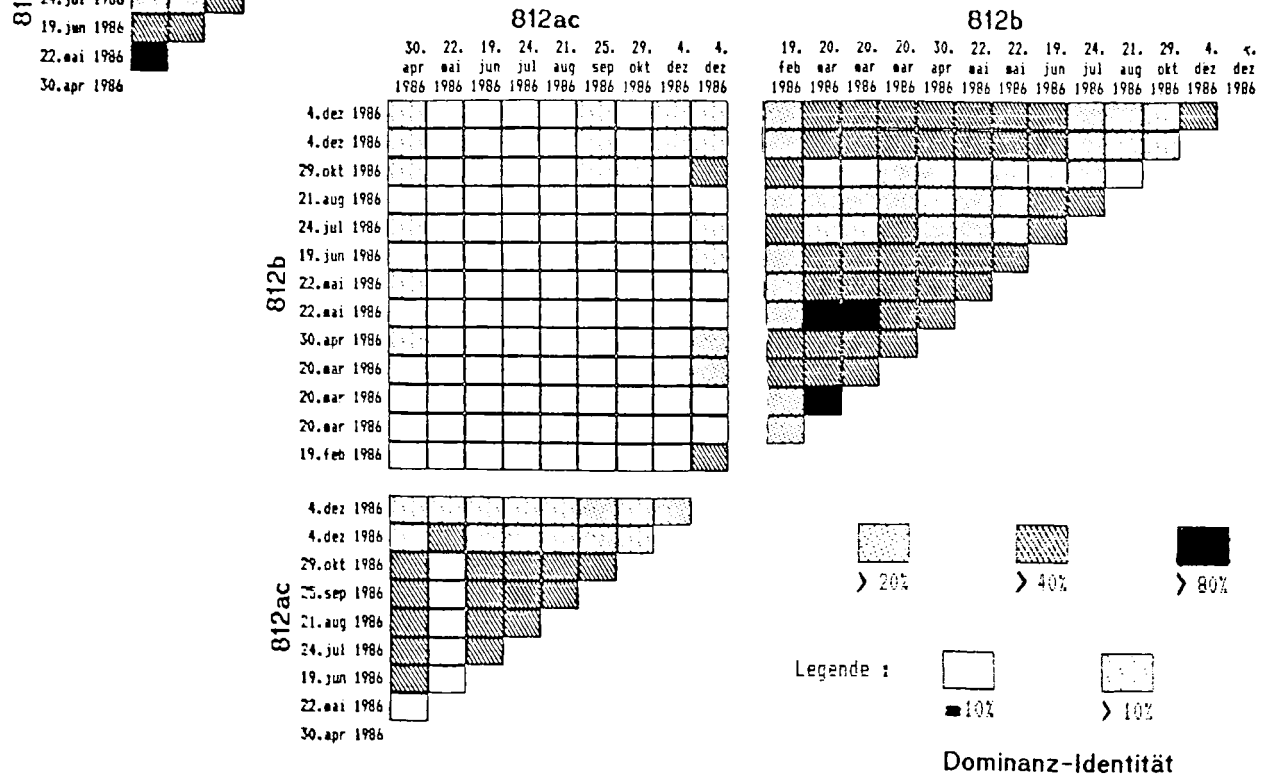 19.jun 1986
22.mai 1986
30.apr 1986
812ac
30. 22. 19. 24. 21. 25. 29. 4. 4.
apr mai jun jul aug sep okt dez dez
1986 1986 1986 1986 1986 1986 1986 1986 1986
812b
19. 20. 20. 20. 30. 22. 22. 19. 24. 21. 29. 4.
feb mar mar mar apr mai mai jun jul aug okt dez dez
1986 1986 1986 1986 1986 1986 1986 1986 1986 1986 1986 1986 1986
812b
4.dez 1986
4.dez 1986
29.okt 1986
21.aug 1986
24.jul 1986
19.jun 1986
22.mai 1986
22.mai 1986
30.apr 1986
20.mar 1986
20.mar 1986
20.mar 1986
19.feb 1986
812ac
4.dez 1986
4.dez 1986
29.okt 1986
25.sep 1986
21.aug 1986
24.jul 1986
19.jun 1986
22.mai 1986
30.apr 1986
> 20% > 40% > 80%
Legende :
10% > 10%
Dominanz-Identität